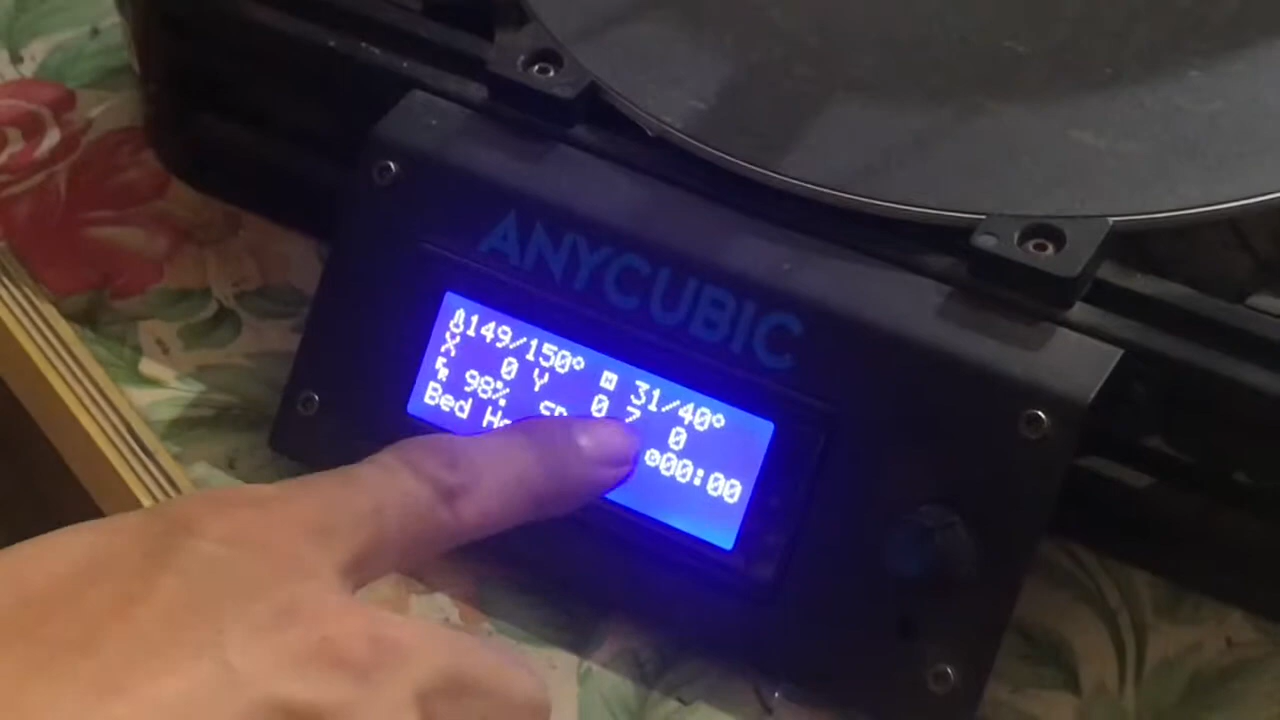 ANYCUBIC
149/150° 31/40°
X 0 Y 0 Z 0
98% 00:00
Bed